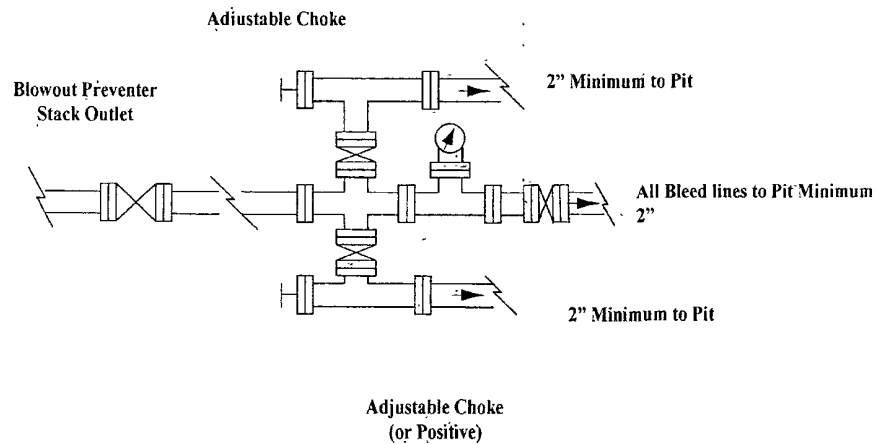 Adjustable Choke
2” Minimum to Pit
Blowout Preventer
Stack Outlet
All Bleed lines to Pit Minimum
2”
2” Minimum to Pit
Adjustable Choke
(or Positive)